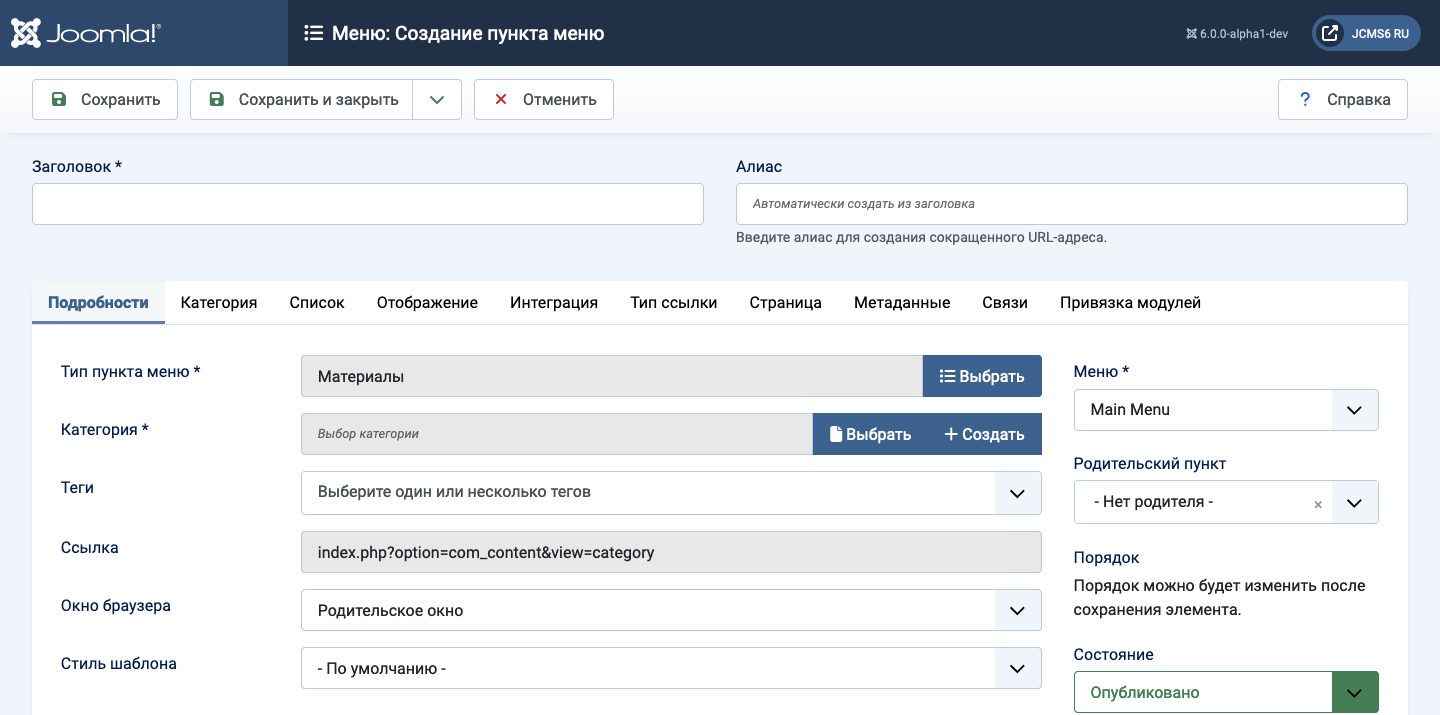 Joomla!®
Меню: Создание пункта меню
6.0.0-alpha1-dev
JCMS6 RU
Сохранить
Сохранить и закрыть
Отменить
? Справка
Заголовок *
Алиас
Автоматически создать из заголовка
Введите алиас для создания сокращенного URL-адреса.
Подробности Категория Список Отображение Интеграция Тип ссылки Страница Метаданные Связи Привязка модулей
Тип пункта меню *
Материалы
Выбрать
Категория *
Выбор категории
Выбрать
Создать
Теги
Выберите один или несколько тегов
Ссылка
index.php?option=com_content&view=category
Окно браузера
Родительское окно
Стиль шаблона
- По умолчанию -
Меню *
Main Menu
Родительский пункт
- Нет родителя - ×
Порядок
Порядок можно будет изменить после
сохранения элемента.
Состояние
Опубликовано